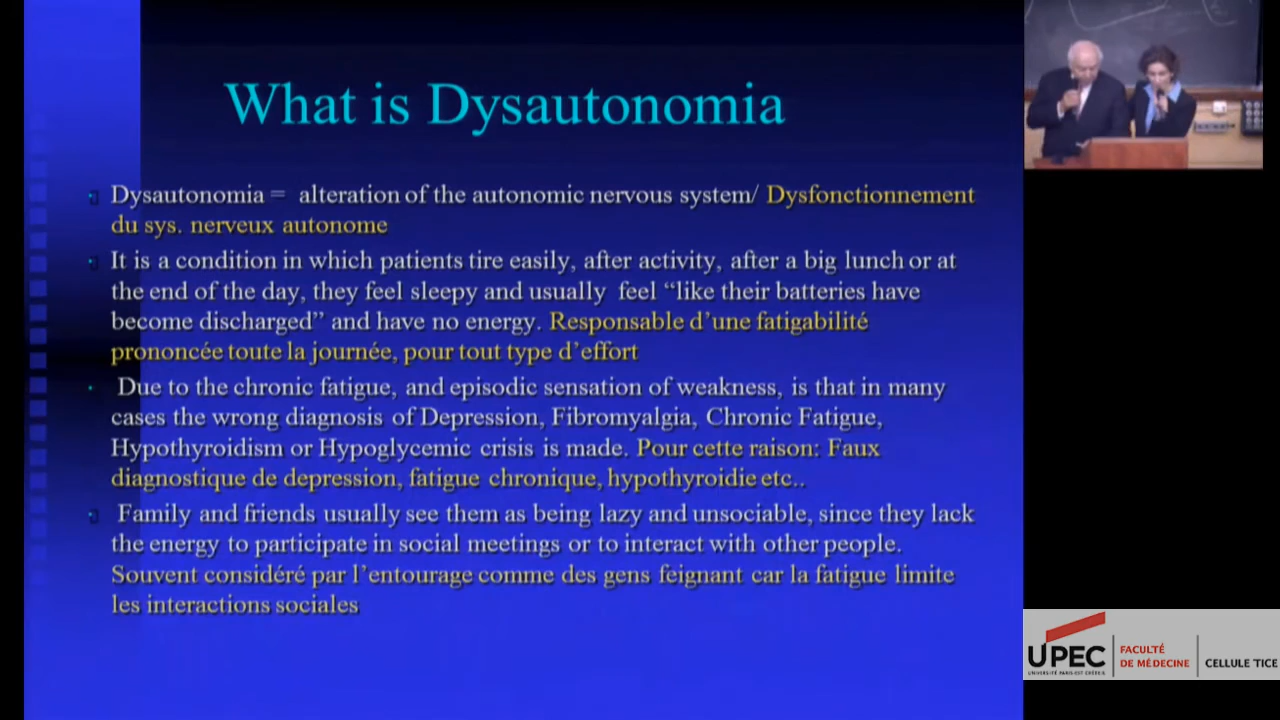 What is Dysautonomia
Dysautonomia = alteration of the autonomic nervous system/ Dysfonctionnement
du sys. nerveux autonome
It is a condition in which patients tire easily, after activity, after a big lunch or at
the end of the day, they feel sleepy and usually feel “like their batteries have
become discharged” and have no energy. Responsable d’une fatigabilité
prononcée toute la journée, pour tout type d’effort
Due to the chronic fatigue, and episodic sensation of weakness, is that in many
cases the wrong diagnosis of Depression, Fibromyalgia, Chronic Fatigue,
Hypothyroidism or Hypoglycemic crisis is made. Pour cette raison: Faux
diagnostique de depression, fatigue chronique, hypothyroidie etc..
Family and friends usually see them as being lazy and unsociable, since they lack
the energy to participate in social meetings or to interact with other people.
Souvent considéré par l’entourage comme des gens feignant car la fatigue limite
les interactions sociales
UPEC
UNIVERSITÉ PARIS-EST CRÉTEIL
FACULTÉ
DE MÉDECINE
CELLULE TICE